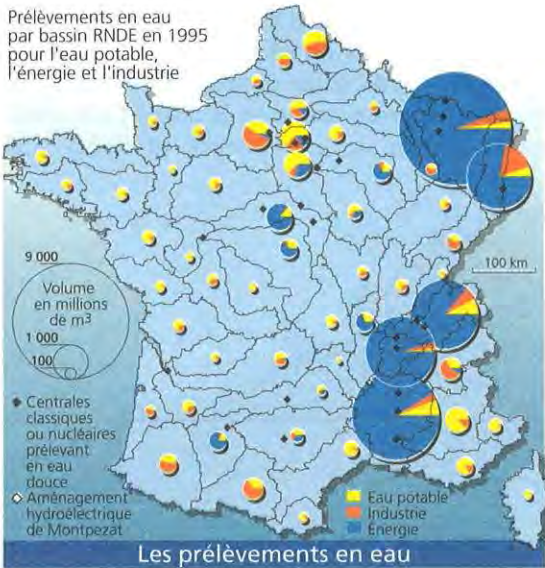 Prélèvements en eau
par bassin RNDE en 1995
pour l'eau potable,
l'énergie et l'industrie
100 km
9 000
Volume
en millions
de m3
1 000
100
Centrales
classiques
ou nucléaires
prélevant
en eau
douce
Aménagement
hydroélectrique
de Montpezat
Eau potable
Industrie
Énergie
Les prélèvements en eau